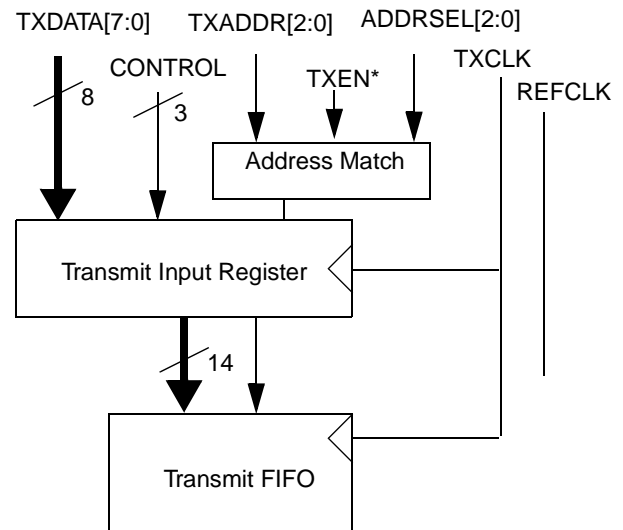 TXDATA[7:0]
TXADDR[2:0]
ADDRSEL[2:0]
CONTROL
TXEN*
TXCLK
REFCLK
8
3
Address Match
Transmit Input Register
14
Transmit FIFO